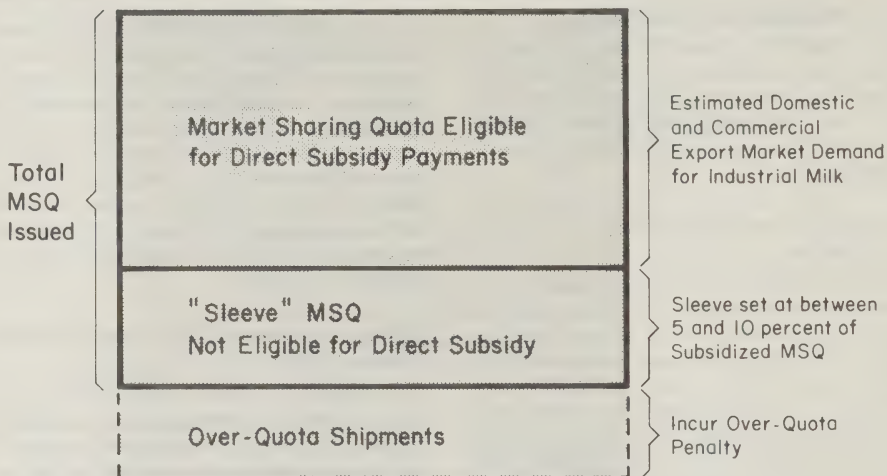 Total
MSQ
Issued
Market Sharing Quota Eligible
for Direct Subsidy Payments
Estimated Domestic
and Commercial
Export Market Demand
for Industrial Milk
"Sleeve" MSQ
Not Eligible for Direct Subsidy
Sleeve set at between
5 and 10 percent of
Subsidized MSQ
Over-Quota Shipments
Incur Over-Quota
Penalty